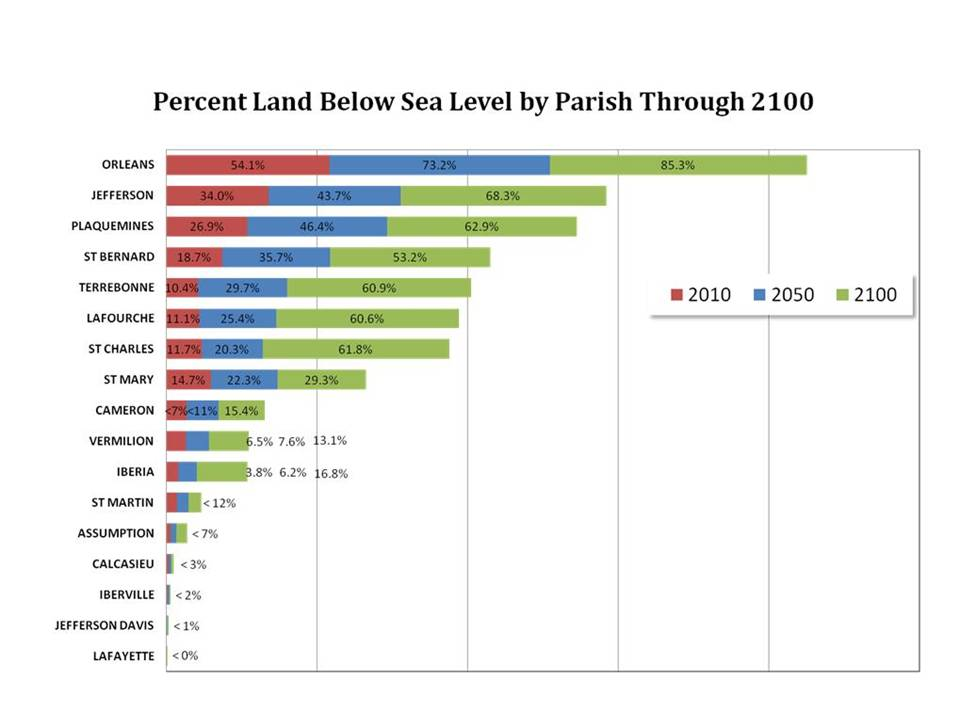 Percent Land Below Sea Level by Parish Through 2100
ORLEANS 54.1% 73.2% 85.3%
JEFFERSON 34.0% 43.7% 68.3%
PLAQUEMINES 26.9% 46.4% 62.9%
ST BERNARD 18.7% 35.7% 53.2%
TERREBONNE 10.4% 29.7% 60.9%
2010 2050 2100
LAFOURCHE 11.1% 25.4% 60.6%
ST CHARLES 11.7% 20.3% 61.8%
ST MARY 14.7% 22.3% 29.3%
CAMERON <7% <11% 15.4%
VERMILION 6.5% 7.6% 13.1%
IBERIA 3.8% 6.2% 16.8%
ST MARTIN < 12%
ASSUMPTION < 7%
CALCASIEU < 3%
IBERVILLE < 2%
JEFFERSON DAVIS < 1%
LAFAYETTE < 0%